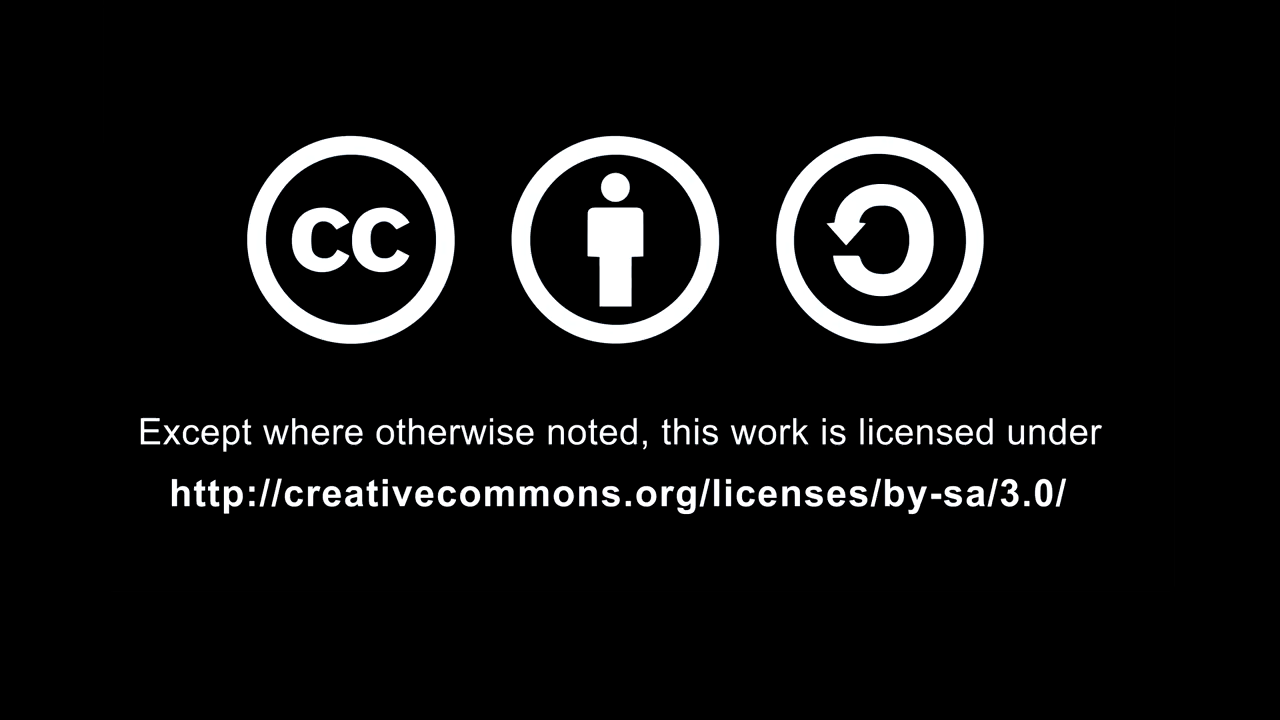 cc
Except where otherwise noted, this work is licensed under
http://creativecommons.org/licenses/by-sa/3.0/